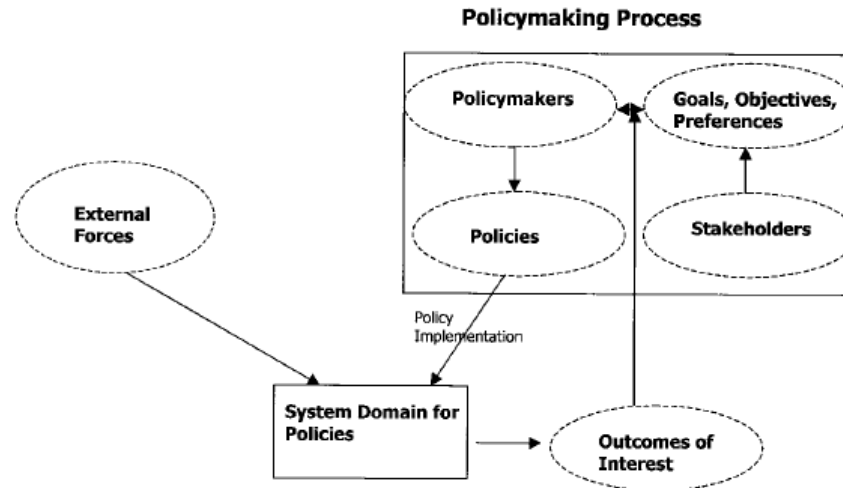 Policymaking Process
Policymakers
Goals, Objectives,
Preferences
External
Forces
Policies
Stakeholders
Policy
Implementation
System Domain for
Policies
Outcomes of
Interest